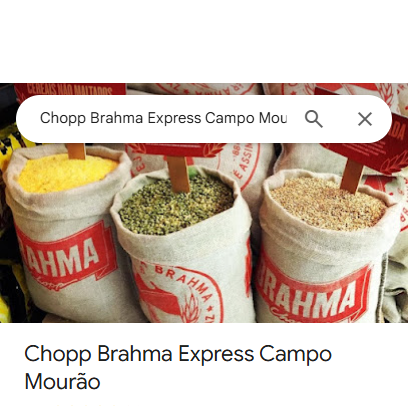 CEREAIS NÃO MALTADOS
Chopp Brahma Express Campo Mou
BRAHMA
BRAHMA
BRAHMA
Chopp Brahma Express Campo
Mourão